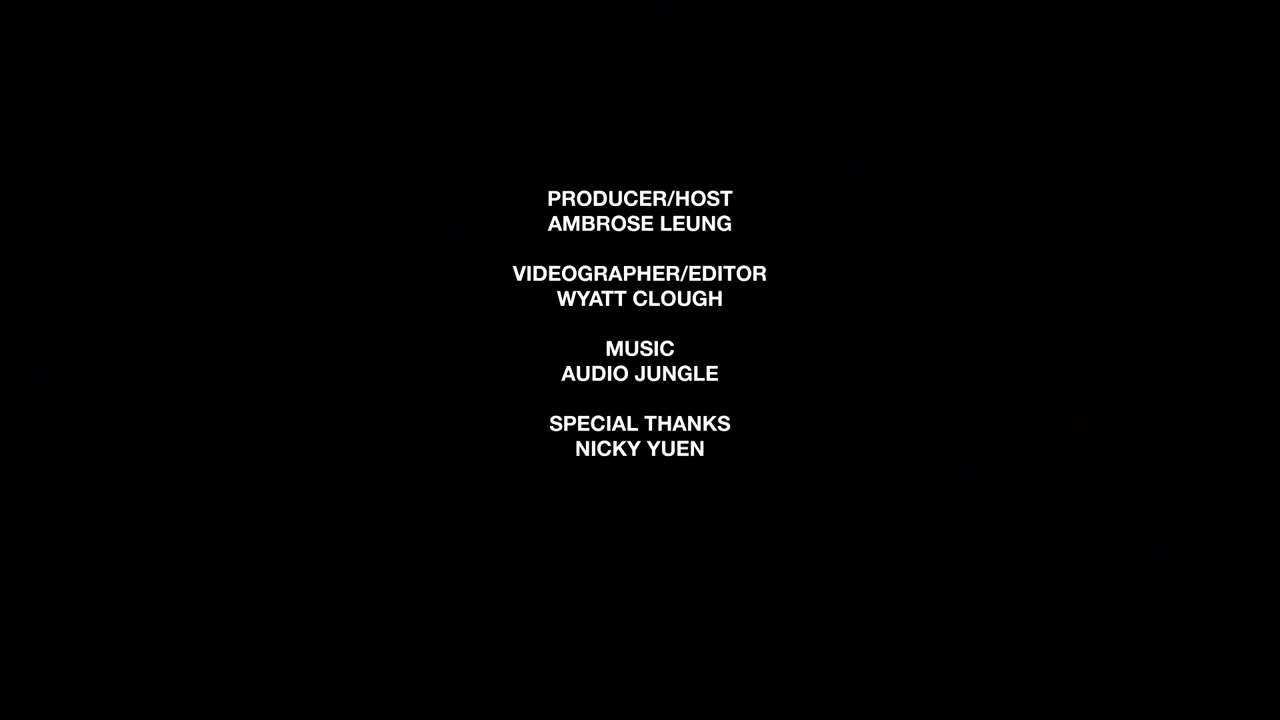 PRODUCER/HOST
AMBROSE LEUNG
VIDEOGRAPHER/EDITOR
WYATT CLOUGH
MUSIC
AUDIO JUNGLE
SPECIAL THANKS
NICKY YUEN